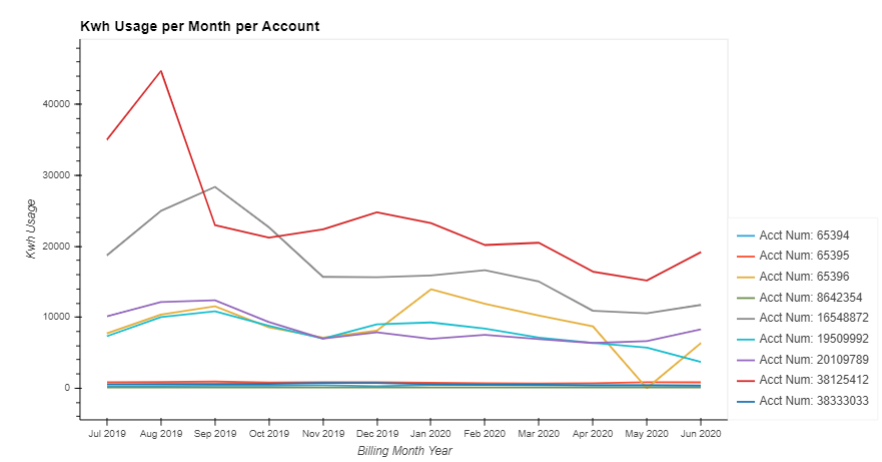 Kwh Usage per Month per Account
40000
30000
20000
10000
0
Kwh Usage
Jul 2019 Aug 2019 Sep 2019 Oct 2019 Nov 2019 Dec 2019 Jan 2020 Feb 2020 Mar 2020 Apr 2020 May 2020 Jun 2020
Billing Month Year
Acct Num: 65394
Acct Num: 65395
Acct Num: 65396
Acct Num: 8642354
Acct Num: 16548872
Acct Num: 19509992
Acct Num: 20109789
Acct Num: 38125412
Acct Num: 38333033